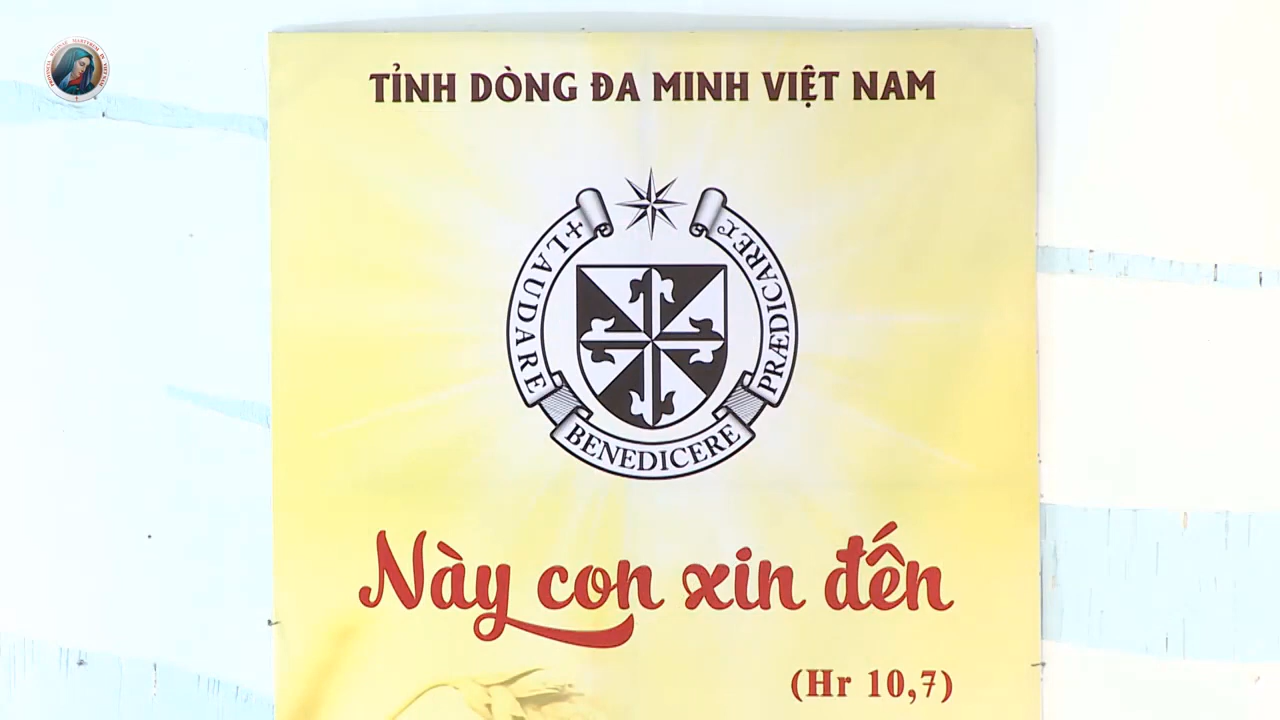 TỈNH DÒNG ĐA MINH VIỆT NAM
LAUDARE
BENEDICERE
PRÆDICARE
Này con xin đến
(Hr 10,7)